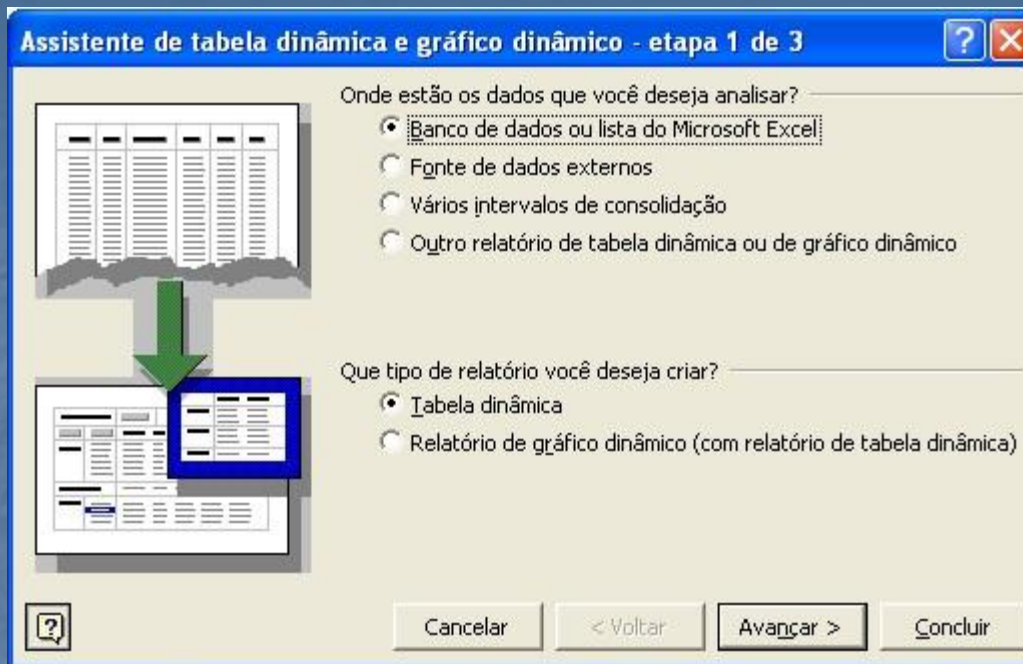 Assistente de tabela dinâmica e gráfico dinâmico - etapa 1 de 3
Onde estão os dados que você deseja analisar?
Banco de dados ou lista do Microsoft Excel
Fonte de dados externos
Vários intervalos de consolidação
Outro relatório de tabela dinâmica ou de gráfico dinâmico
Que tipo de relatório você deseja criar?
Tabela dinâmica
Relatório de gráfico dinâmico (com relatório de tabela dinâmica)
Cancelar < Voltar Avançar > Concluir